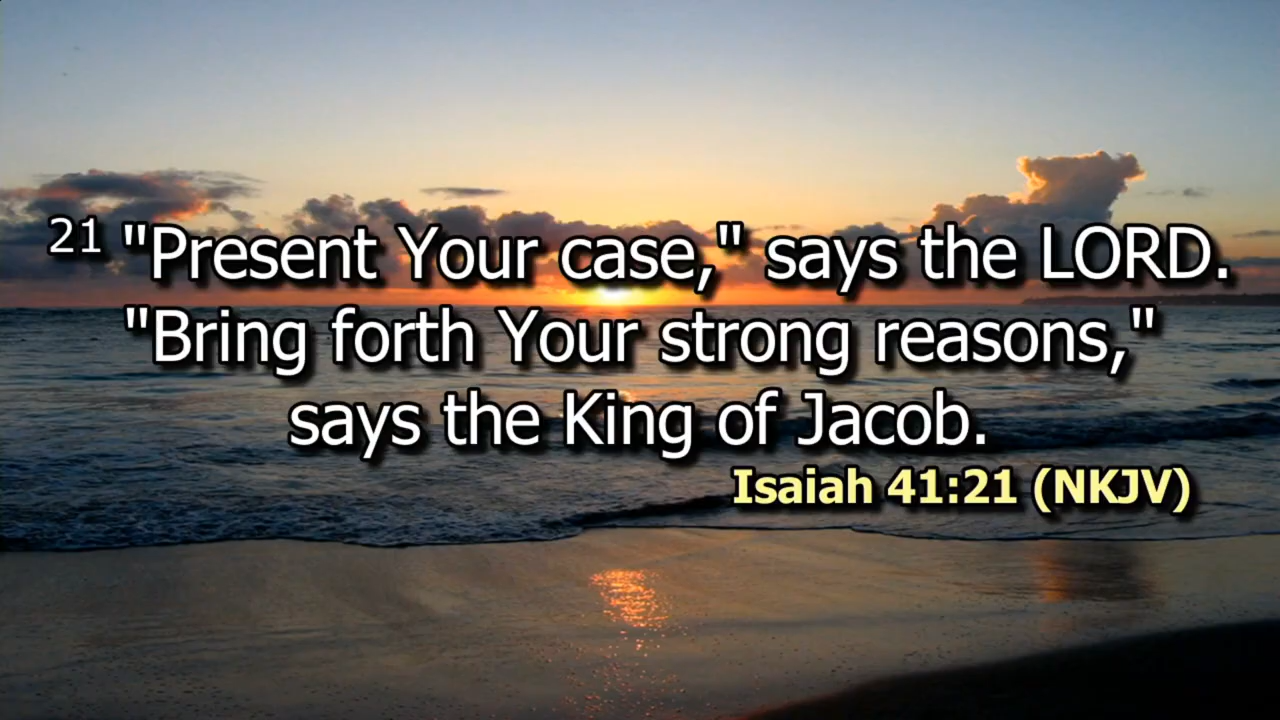 21 "Present Your case," says the LORD.
"Bring forth Your strong reasons,"
says the King of Jacob.
Isaiah 41:21 (NKJV)